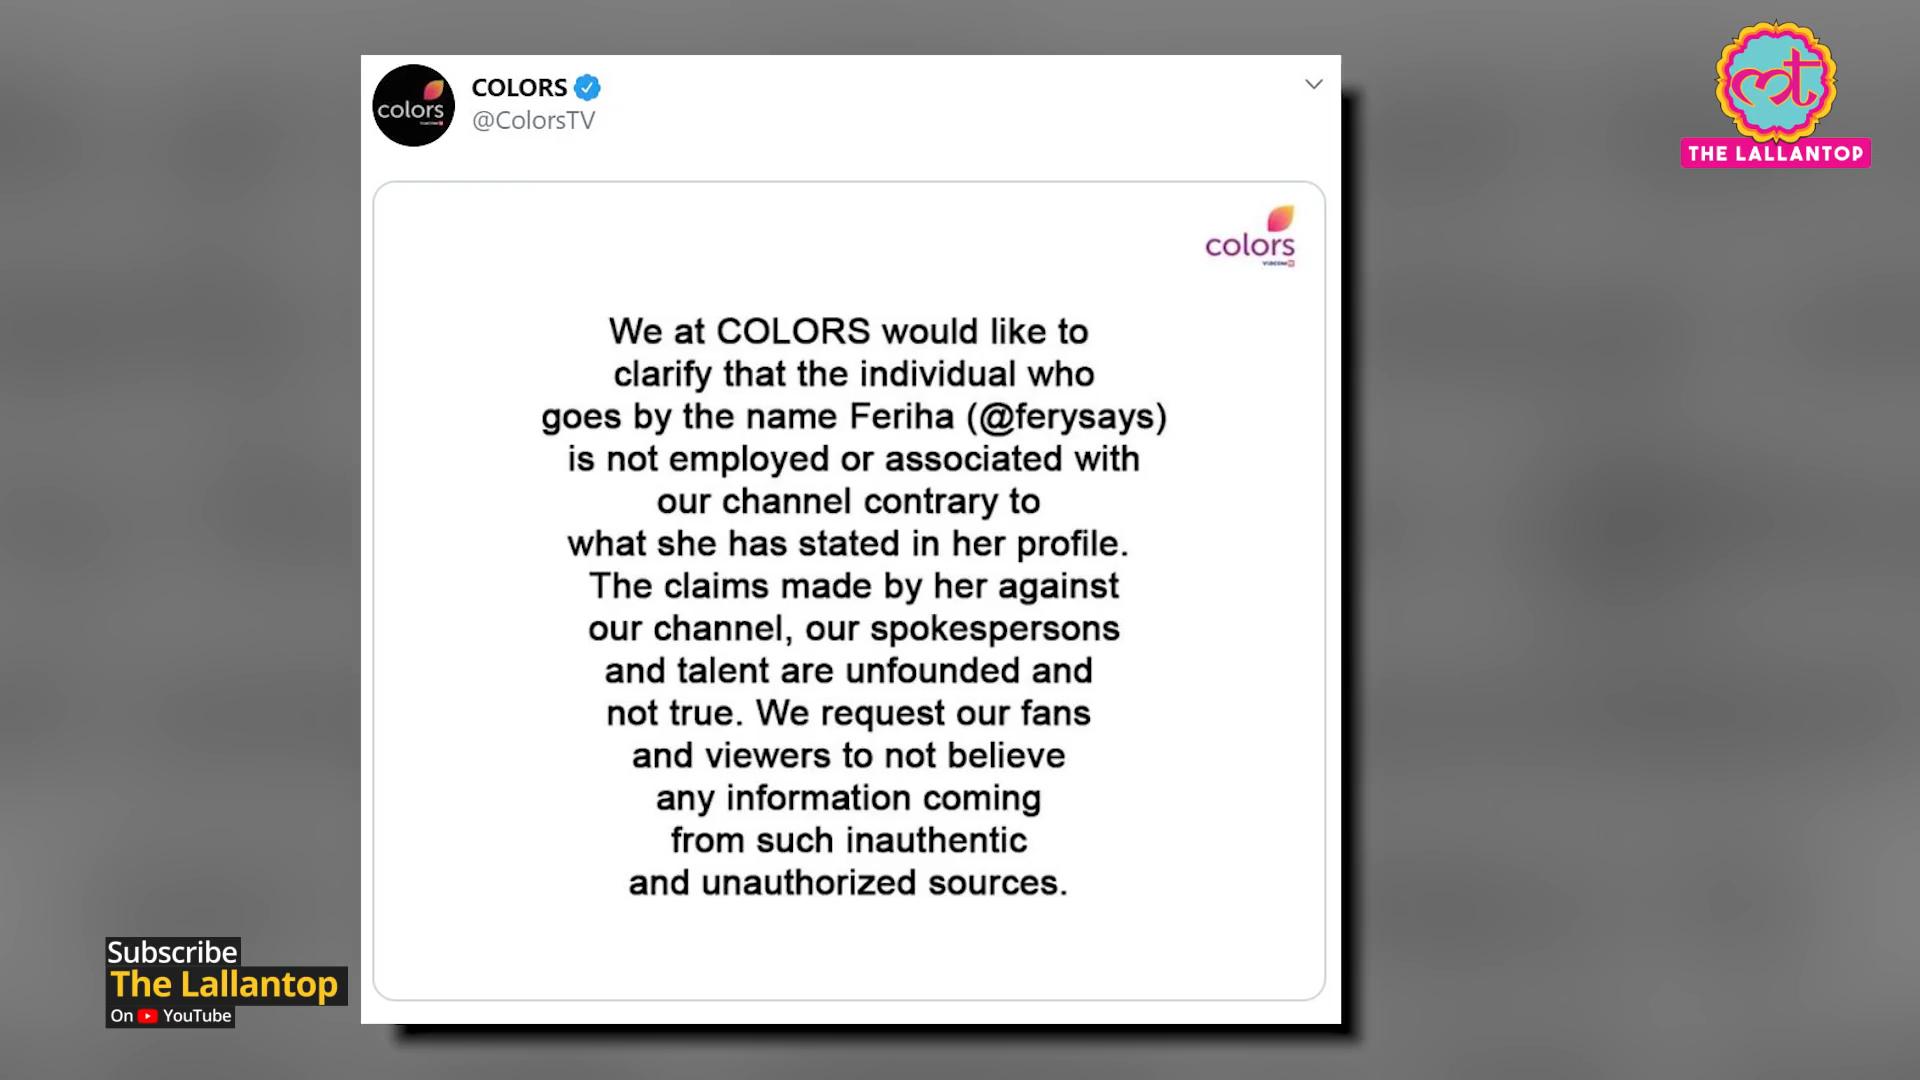 COLORS
@ColorsTV
colors
colors
VIACOM18
We at COLORS would like to
clarify that the individual who
goes by the name Feriha (@ferysays)
is not employed or associated with
our channel contrary to
what she has stated in her profile.
The claims made by her against
our channel, our spokespersons
and talent are unfounded and
not true. We request our fans
and viewers to not believe
any information coming
from such inauthentic
and unauthorized sources.
THE LALLANTOP
Subscribe
The Lallantop
On YouTube